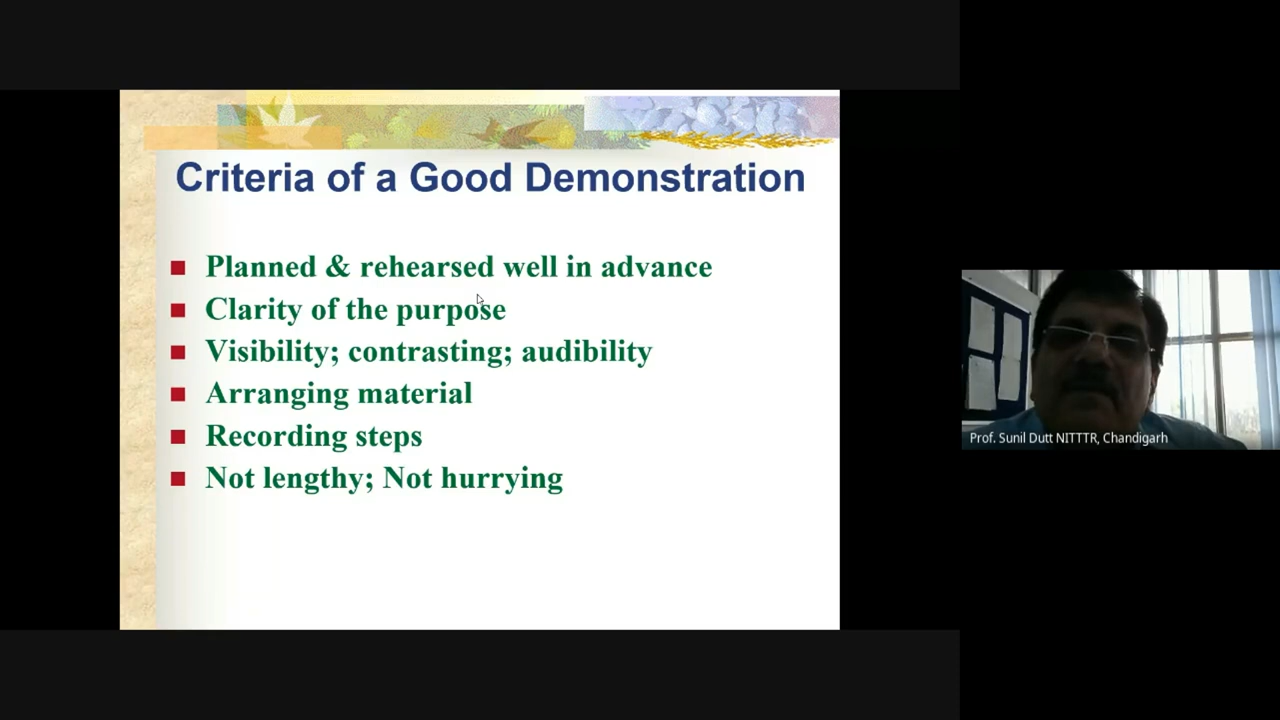 Criteria of a Good Demonstration
Planned & rehearsed well in advance
Clarity of the purpose
Visibility; contrasting; audibility
Arranging material
Recording steps
Not lengthy; Not hurrying
Prof. Sunil Dutt NITTTR, Chandigarh